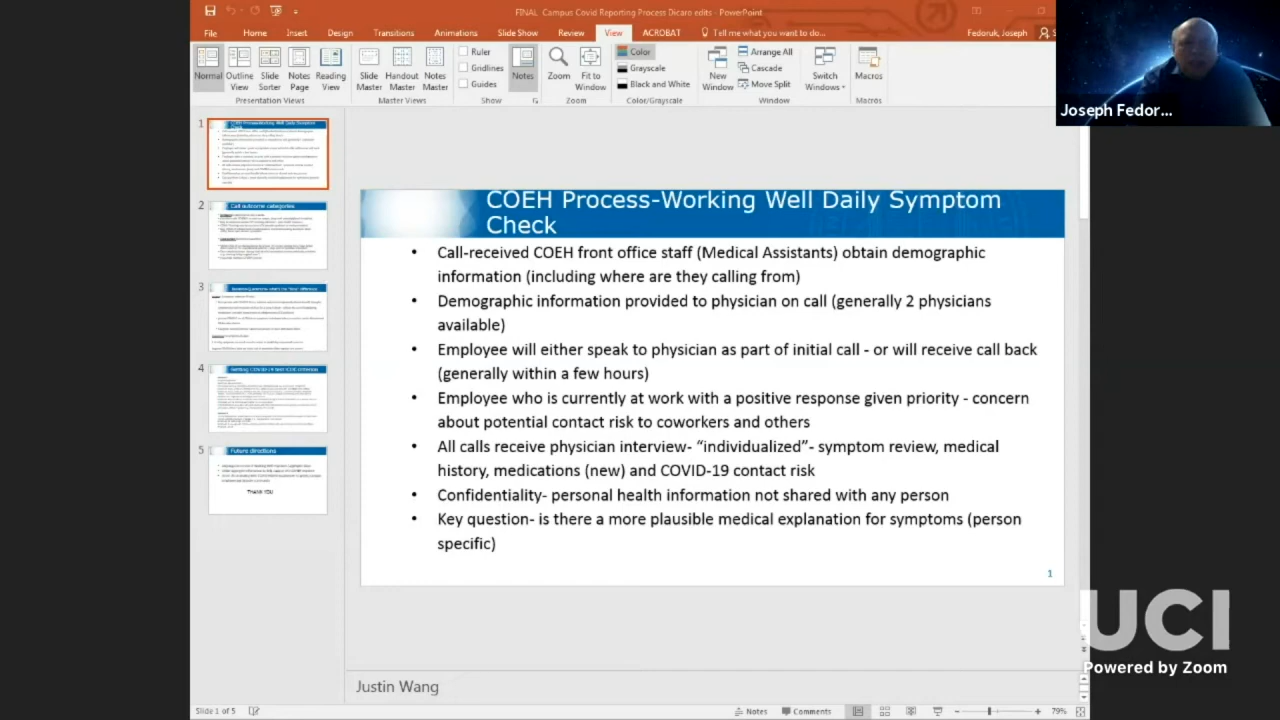 FINAL Campus Covid Reporting Process Dicare edits - PowerPoint
File Home Insert Design Transitions Animations Slide Show Review View ACROBAT Tell me what you want to do... Fedoruk, Joseph
Normal Outline View Slide Sorter Notes Page Reading View
Slide Master Handout Master Notes Master
Ruler
Gridlines
Guides
Notes
Zoom Fit to Window
Color
Grayscale
Black and White
New Window
Arrange All
Cascade
Move Split
Switch Windows
Macros
Presentation Views Master Views Show Zoom Color/Grayscale Window Macros
Joseph Fedor...
1
2
Call outcome categories
3
4
5
Future directions
THANK YOU
COEH Process-Working Well Daily Symptom
Check
• Call-received COEH front office staff (Medical Assistants) obtain demographic
information (including where are they calling from)
• Demographic information provided physician on call (generally 2 physicians
available)
• Employee will either speak to physician as part of initial call - or will receive call back
(generally within a few hours)
• Employees who currently at work with positive response given priority - concern
about potential contact risk to coworkers and others
• All calls receive physician interview- “individualized”- symptom review, medical
history, medications (new) and COVID-19 contact risk
• Confidentiality- personal health information not shared with any person
• Key question- is there a more plausible medical explanation for symptoms (person
specific)
1
UCI
Powered by Zoom
Justin Wang
Slide 1 of 5 Notes Comments 79%